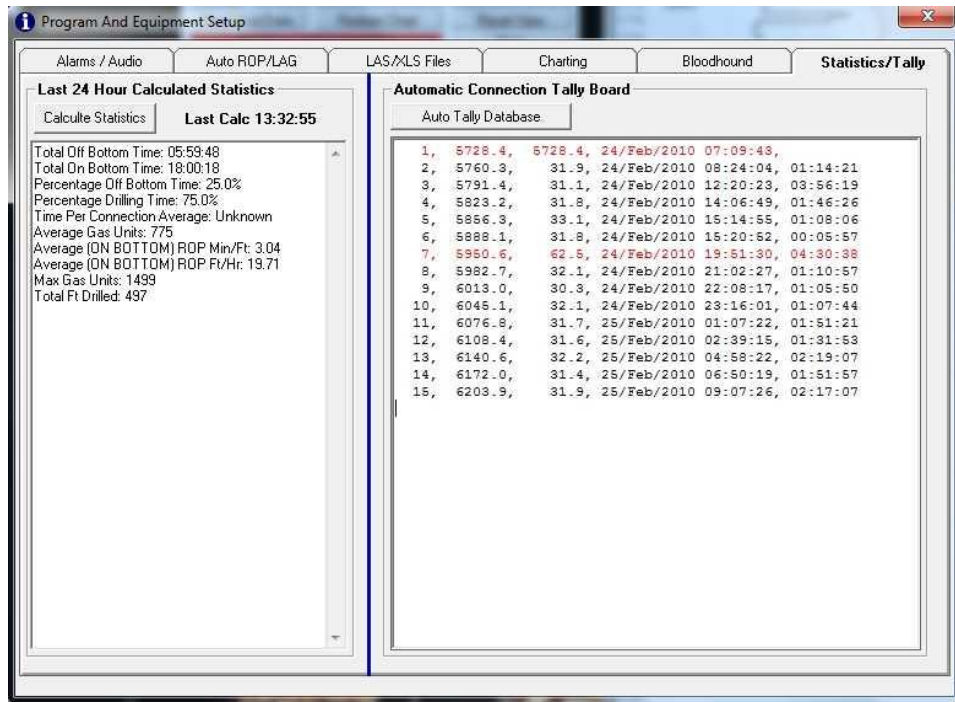 Program And Equipment Setup
Alarms / Audio
Auto ROP/LAG
LAS/XLS Files
Charting
Bloodhound
Statistics/Tally
Last 24 Hour Calculated Statistics
Calculte Statistics
Last Calc 13:32:55
Total Off Bottom Time: 05:59:48
Total On Bottom Time: 18:00:18
Percentage Off Bottom Time: 25.0%
Percentage Drilling Time: 75.0%
Time Per Connection Average: Unknown
Average Gas Units: 775
Average (ON BOTTOM) ROP Min/Ft: 3.04
Average (ON BOTTOM) ROP Ft/Hr: 19.71
Max Gas Units: 1499
Total Ft Drilled: 497
Automatic Connection Tally Board
Auto Tally Database
1, 5728.4, 5728.4, 24/Feb/2010 07:09:43,
2, 5760.3, 31.9, 24/Feb/2010 08:24:04, 01:14:21
3, 5791.4, 31.1, 24/Feb/2010 12:20:23, 03:56:19
4, 5823.2, 31.8, 24/Feb/2010 14:06:49, 01:46:26
5, 5856.3, 33.1, 24/Feb/2010 15:14:55, 01:08:06
6, 5888.1, 31.8, 24/Feb/2010 15:20:52, 00:05:57
7, 5950.6, 62.5, 24/Feb/2010 19:51:30, 04:30:38
8, 5982.7, 32.1, 24/Feb/2010 21:02:27, 01:10:57
9, 6013.0, 30.3, 24/Feb/2010 22:08:17, 01:05:50
10, 6045.1, 32.1, 24/Feb/2010 23:16:01, 01:07:44
11, 6076.8, 31.7, 25/Feb/2010 01:07:22, 01:51:21
12, 6108.4, 31.6, 25/Feb/2010 02:39:15, 01:31:53
13, 6140.6, 32.2, 25/Feb/2010 04:58:22, 02:19:07
14, 6172.0, 31.4, 25/Feb/2010 06:50:19, 01:51:57
15, 6203.9, 31.9, 25/Feb/2010 09:07:26, 02:17:07